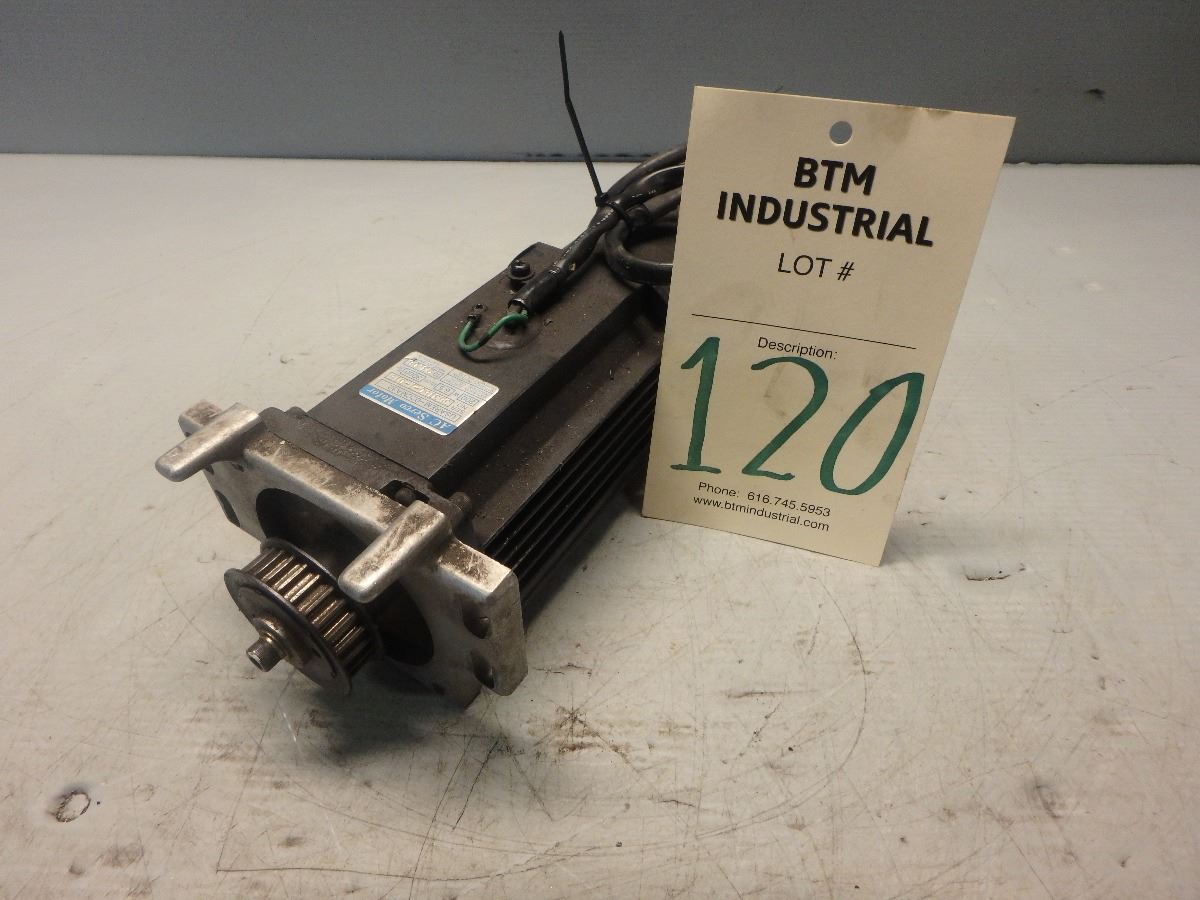 BTM
INDUSTRIAL
LOT #
Description:
120
Phone: 616.745.5953
www.btmindustrial.com
AC Servo Motor